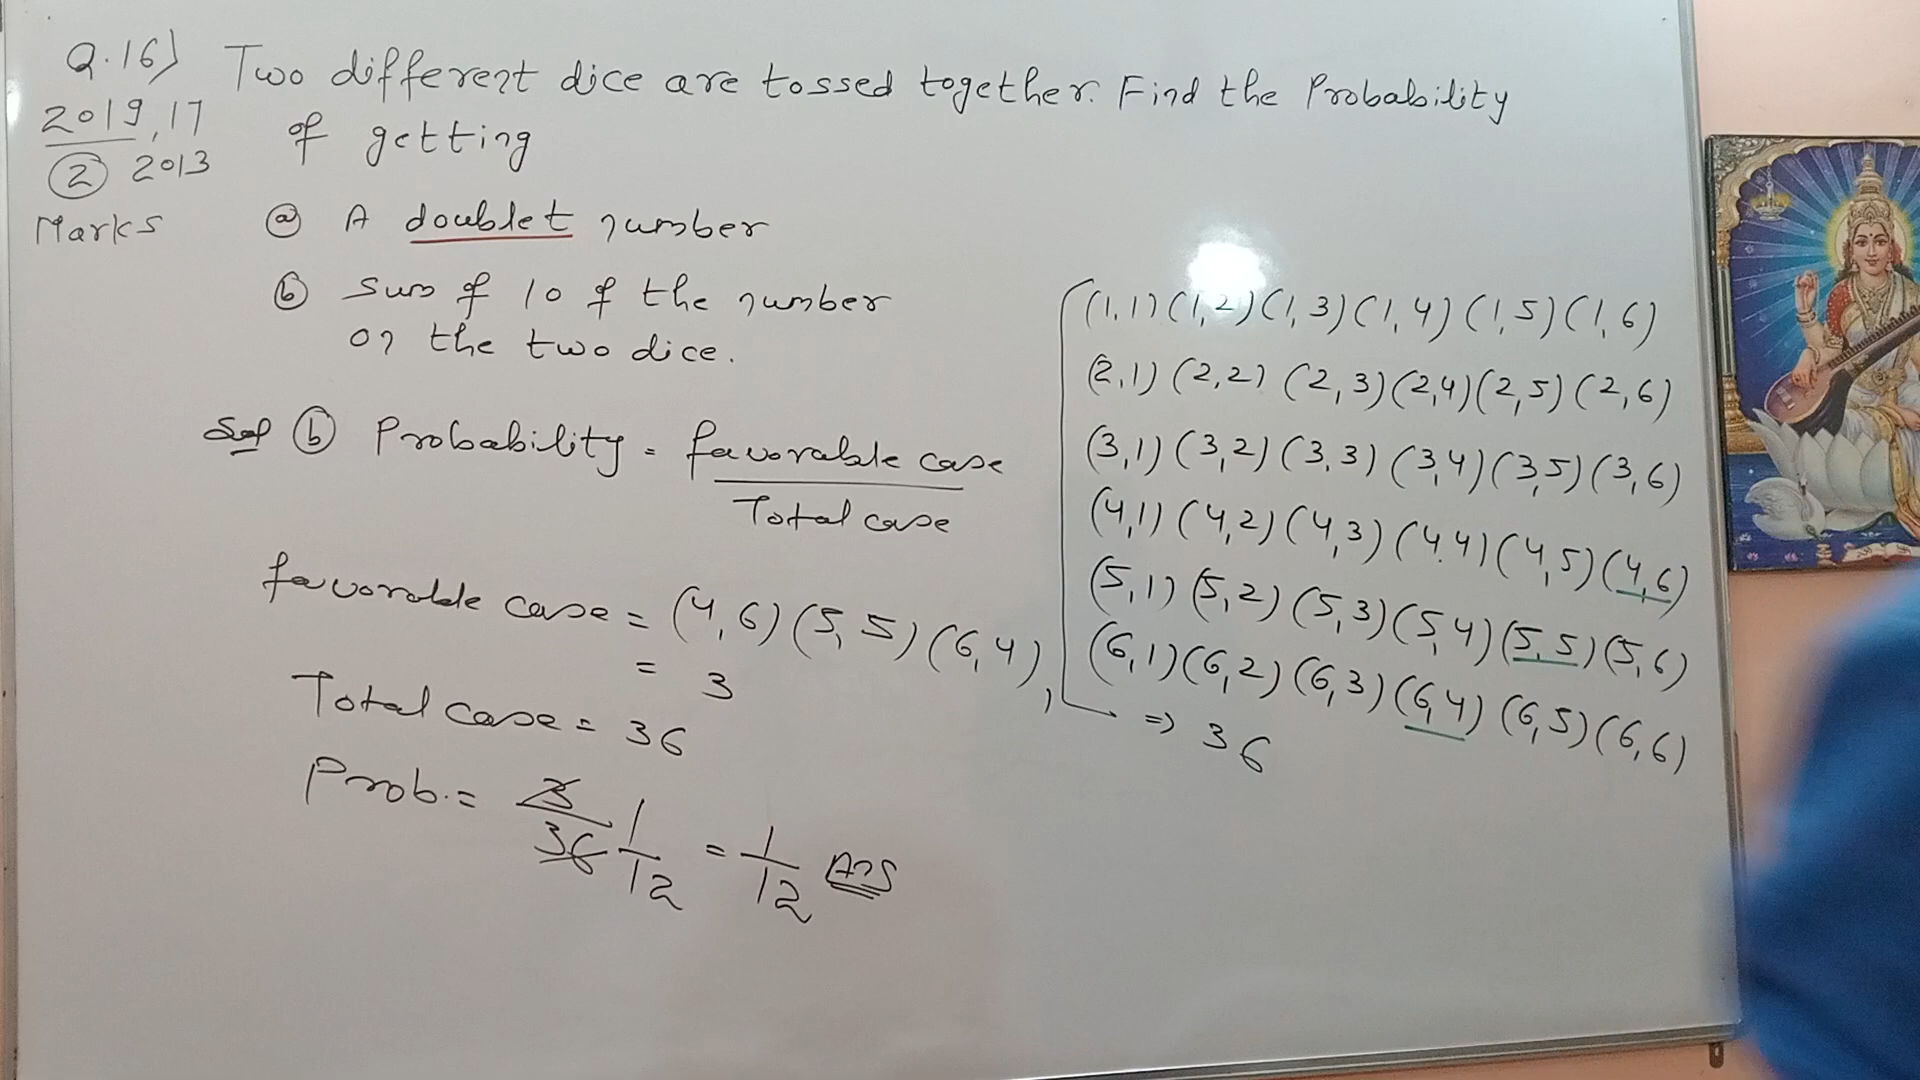 Q.16) Two different dice are tossed together. Find the Probability
2019, 17 of getting
② 2013
Marks
ⓐ A doublet number
ⓑ Sum of 10 of the number
on the two dice.
Sol ⓑ Probability = favorable case
Total case
favorable case = (4,6) (5,5) (6,4),
= 3
Total case = 36
Prob. = 3/36 1/12 = 1/12 Ans
(1,1) (1,2) (1,3) (1,4) (1,5) (1,6)
(2,1) (2,2) (2,3) (2,4) (2,5) (2,6)
(3,1) (3,2) (3,3) (3,4) (3,5) (3,6)
(4,1) (4,2) (4,3) (4,4) (4,5) (4,6)
(5,1) (5,2) (5,3) (5,4) (5,5) (5,6)
(6,1) (6,2) (6,3) (6,4) (6,5) (6,6)
⇒ 36